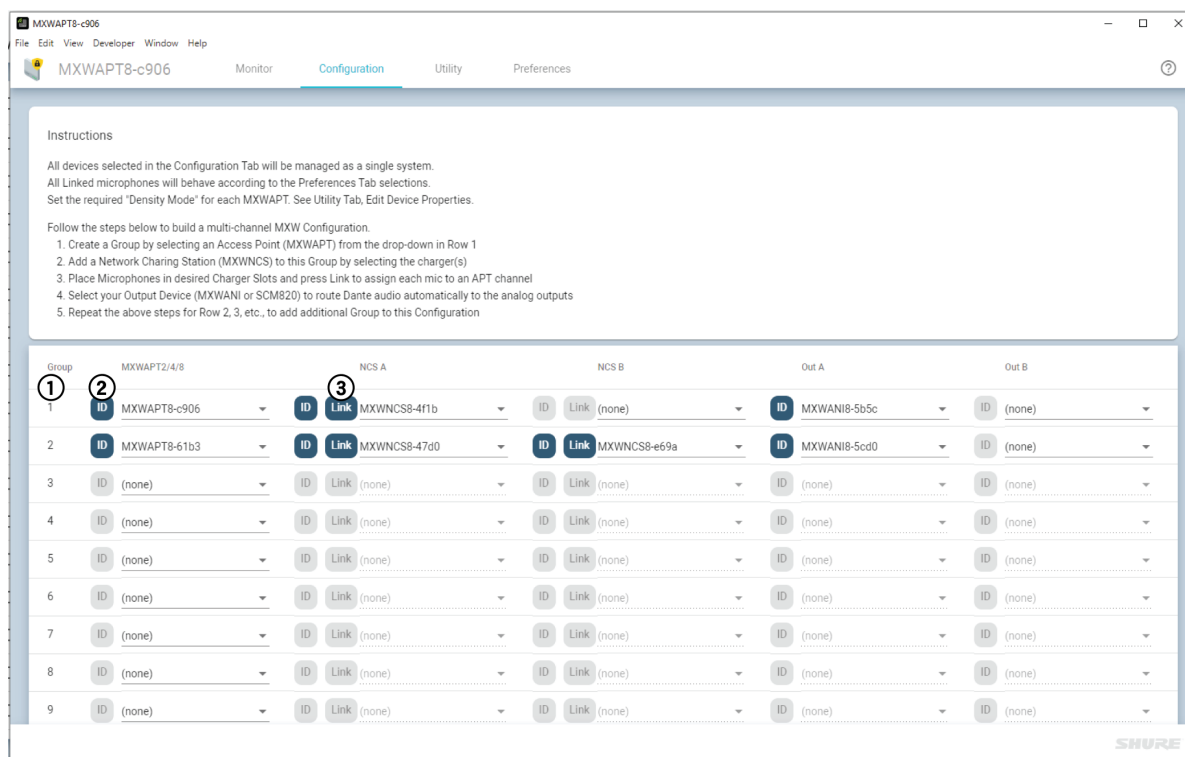 MXWAPT8-c906
File Edit View Developer Window Help
MXWAPT8-c906 Monitor Configuration Utility Preferences
Instructions
All devices selected in the Configuration Tab will be managed as a single system.
All Linked microphones will behave according to the Preferences Tab selections.
Set the required "Density Mode" for each MXWAPT. See Utility Tab, Edit Device Properties.
Follow the steps below to build a multi-channel MXW Configuration.
1. Create a Group by selecting an Access Point (MXWAPT) from the drop-down in Row 1
2. Add a Network Charing Station (MXWNCS) to this Group by selecting the charger(s)
3. Place Microphones in desired Charger Slots and press Link to assign each mic to an APT channel
4. Select your Output Device (MXWANI or SCM820) to route Dante audio automatically to the analog outputs
5. Repeat the above steps for Row 2, 3, etc., to add additional Group to this Configuration
Group MXWAPT2/4/8 NCS A NCS B Out A Out B
① ② ③
1 ID MXWAPT8-c906 ID Link MXWNCS8-4f1b ID Link (none) ID MXWANI8-5b5c ID (none)
2 ID MXWAPT8-61b3 ID Link MXWNCS8-47d0 ID Link MXWNCS8-e69a ID MXWANI8-5cd0 ID (none)
3 ID (none) ID Link (none) ID Link (none) ID (none) ID (none)
4 ID (none) ID Link (none) ID Link (none) ID (none) ID (none)
5 ID (none) ID Link (none) ID Link (none) ID (none) ID (none)
6 ID (none) ID Link (none) ID Link (none) ID (none) ID (none)
7 ID (none) ID Link (none) ID Link (none) ID (none) ID (none)
8 ID (none) ID Link (none) ID Link (none) ID (none) ID (none)
9 ID (none) ID Link (none) ID Link (none) ID (none) ID (none)
SHURE